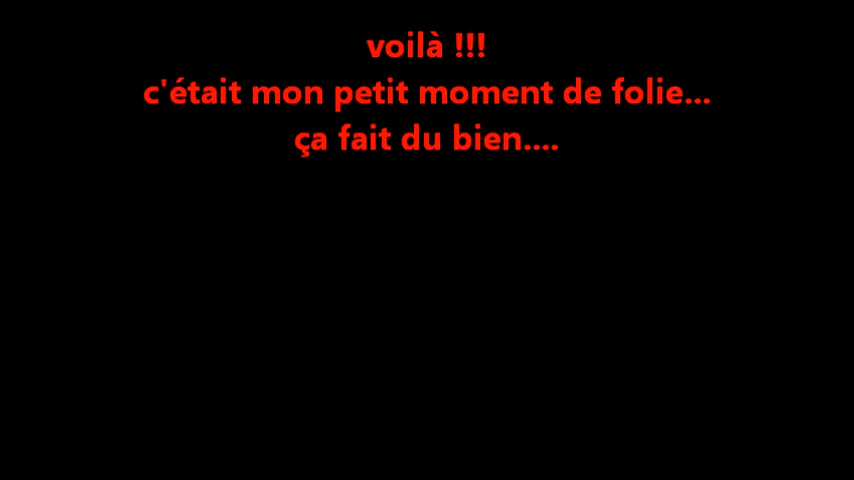 voilà !!!
c'était mon petit moment de folie...
ça fait du bien....